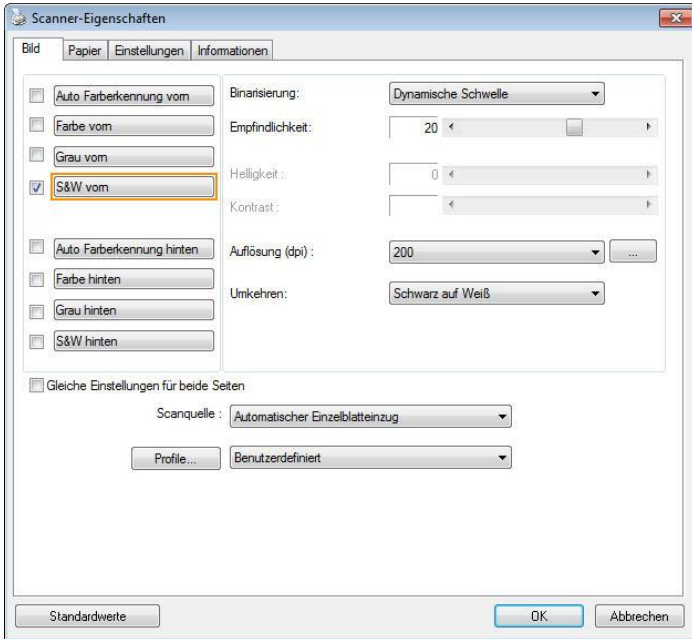 Scanner-Eigenschaften
Bild Papier Einstellungen Informationen
Auto Farberkennung vorn
Farbe vorn
Grau vorn
S&W vorn
Auto Farberkennung hinten
Farbe hinten
Grau hinten
S&W hinten
Binarisierung: Dynamische Schwelle
Empfindlichkeit: 20
Helligkeit : 0
Kontrast :
Auflösung (dpi) : 200 ...
Umkehren: Schwarz auf Weiß
Gleiche Einstellungen für beide Seiten
Scanquelle : Automatischer Einzelblatteinzug
Profile... Benutzerdefiniert
Standardwerte OK Abbrechen